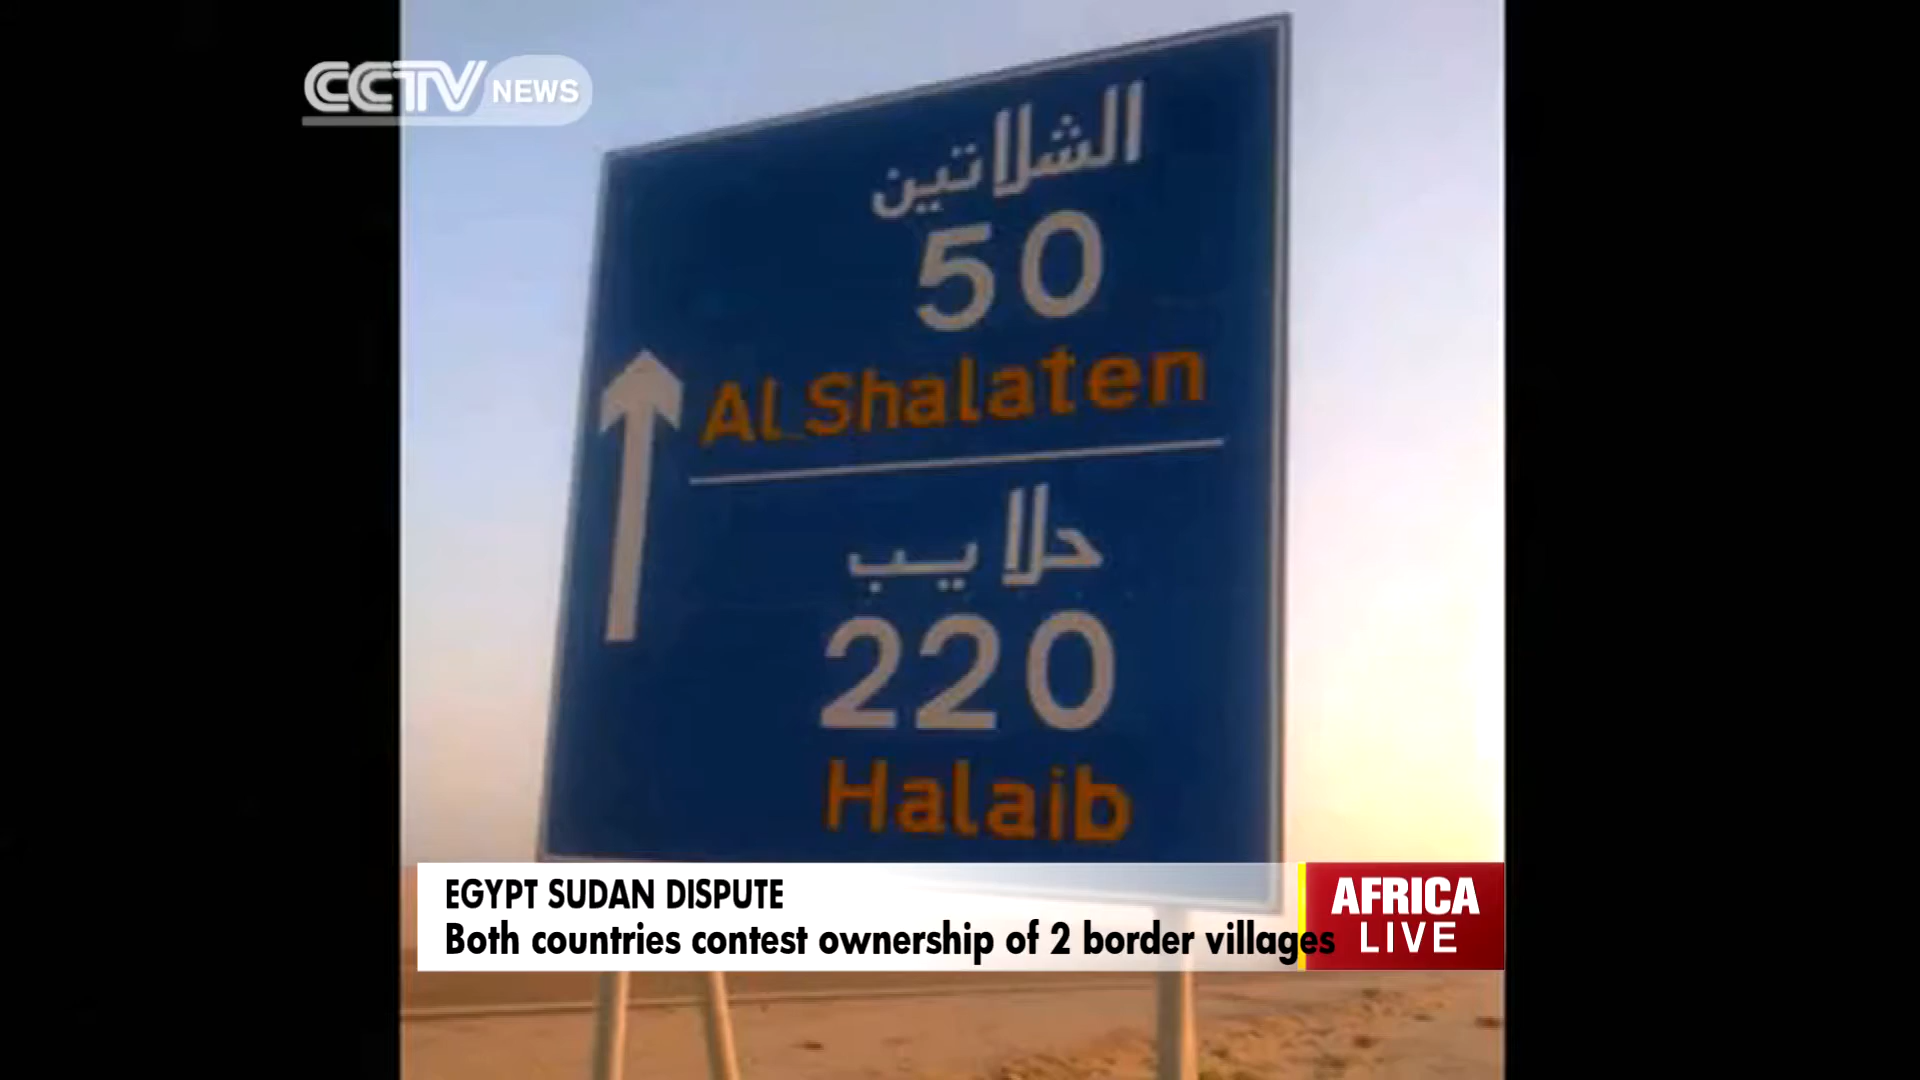 CCTV NEWS
الشلاتين
50
AL Shalaten
حلايب
220
Halaib
EGYPT SUDAN DISPUTE
Both countries contest ownership of 2 border villages
AFRICA
LIVE